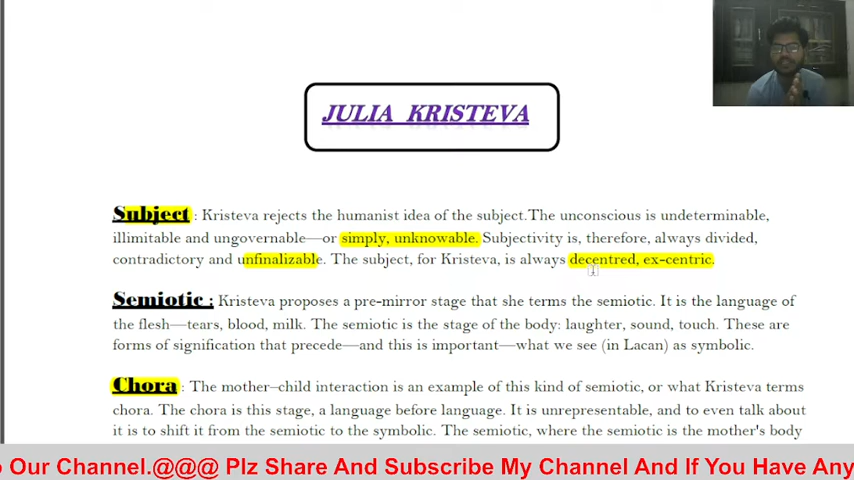 JULIA KRISTEVA
Subject : Kristeva rejects the humanist idea of the subject.The unconscious is undeterminable,
illimitable and ungovernable—or simply, unknowable. Subjectivity is, therefore, always divided,
contradictory and unfinalizable. The subject, for Kristeva, is always decentred, ex-centric.
Semiotic : Kristeva proposes a pre-mirror stage that she terms the semiotic. It is the language of
the flesh—tears, blood, milk. The semiotic is the stage of the body: laughter, sound, touch. These are
forms of signification that precede—and this is important—what we see (in Lacan) as symbolic.
Chora : The mother–child interaction is an example of this kind of semiotic, or what Kristeva terms
chora. The chora is this stage, a language before language. It is unrepresentable, and to even talk about
it is to shift it from the semiotic to the symbolic. The semiotic, where the semiotic is the mother's body
o Our Channel.@@@ Plz Share And Subscribe My Channel And If You Have Any